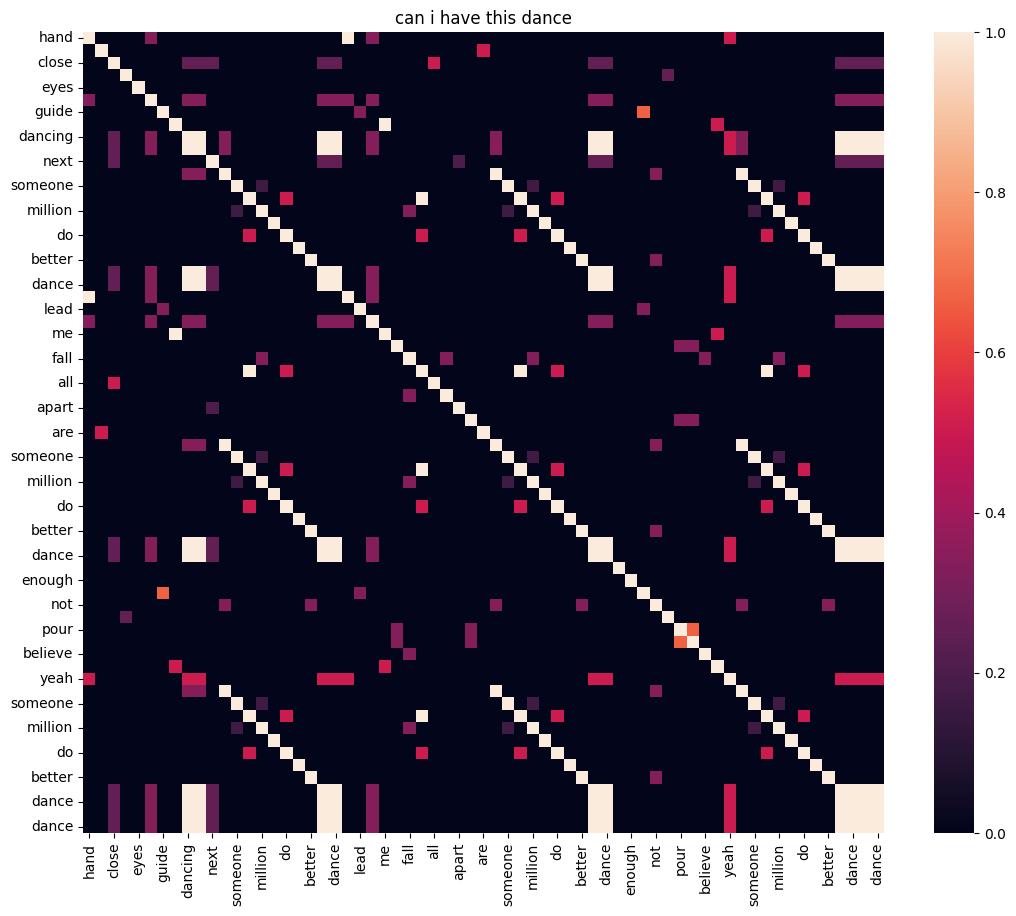 can i have this dance
hand
close
eyes
guide
dancing
next
someone
million
do
better
dance
lead
me
fall
all
apart
are
someone
million
do
better
dance
enough
not
pour
believe
yeah
someone
million
do
better
dance
dance
hand
close
eyes
guide
dancing
next
someone
million
do
better
dance
lead
me
fall
all
apart
are
someone
million
do
better
dance
enough
not
pour
believe
yeah
someone
million
do
better
dance
dance
1.0
0.8
0.6
0.4
0.2
0.0